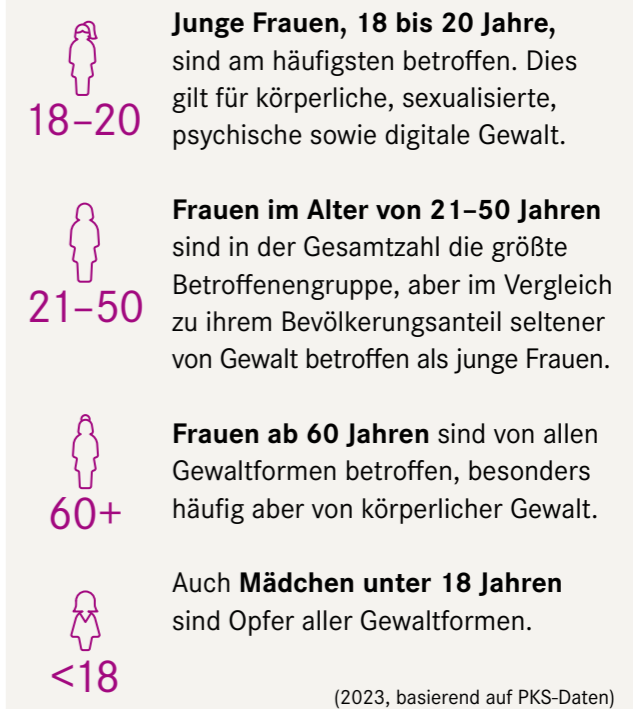 Junge Frauen, 18 bis 20 Jahre,
sind am häufigsten betroffen. Dies
gilt für körperliche, sexualisierte,
psychische sowie digitale Gewalt.
18–20
Frauen im Alter von 21–50 Jahren
sind in der Gesamtzahl die größte
Betroffenengruppe, aber im Vergleich
zu ihrem Bevölkerungsanteil seltener
von Gewalt betroffen als junge Frauen.
21–50
Frauen ab 60 Jahren sind von allen
Gewaltformen betroffen, besonders
häufig aber von körperlicher Gewalt.
60+
Auch Mädchen unter 18 Jahren
sind Opfer aller Gewaltformen.
<18
(2023, basierend auf PKS-Daten)